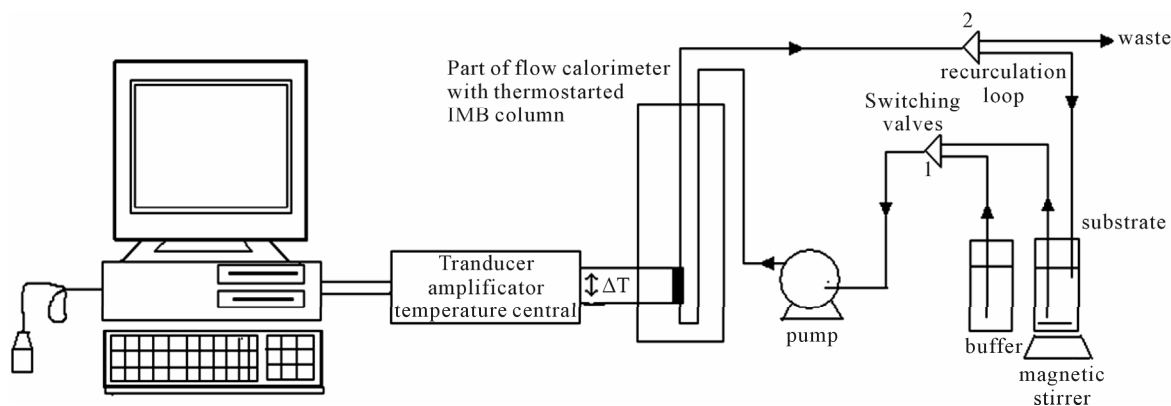 Part of flow calorimeter
with thermostarted
IMB column
2
waste
recurculation
loop
Switching
valves
1
substrate
Tranducer
amplificator
temperature central
ΔT
pump
buffer
magnetic
stirrer